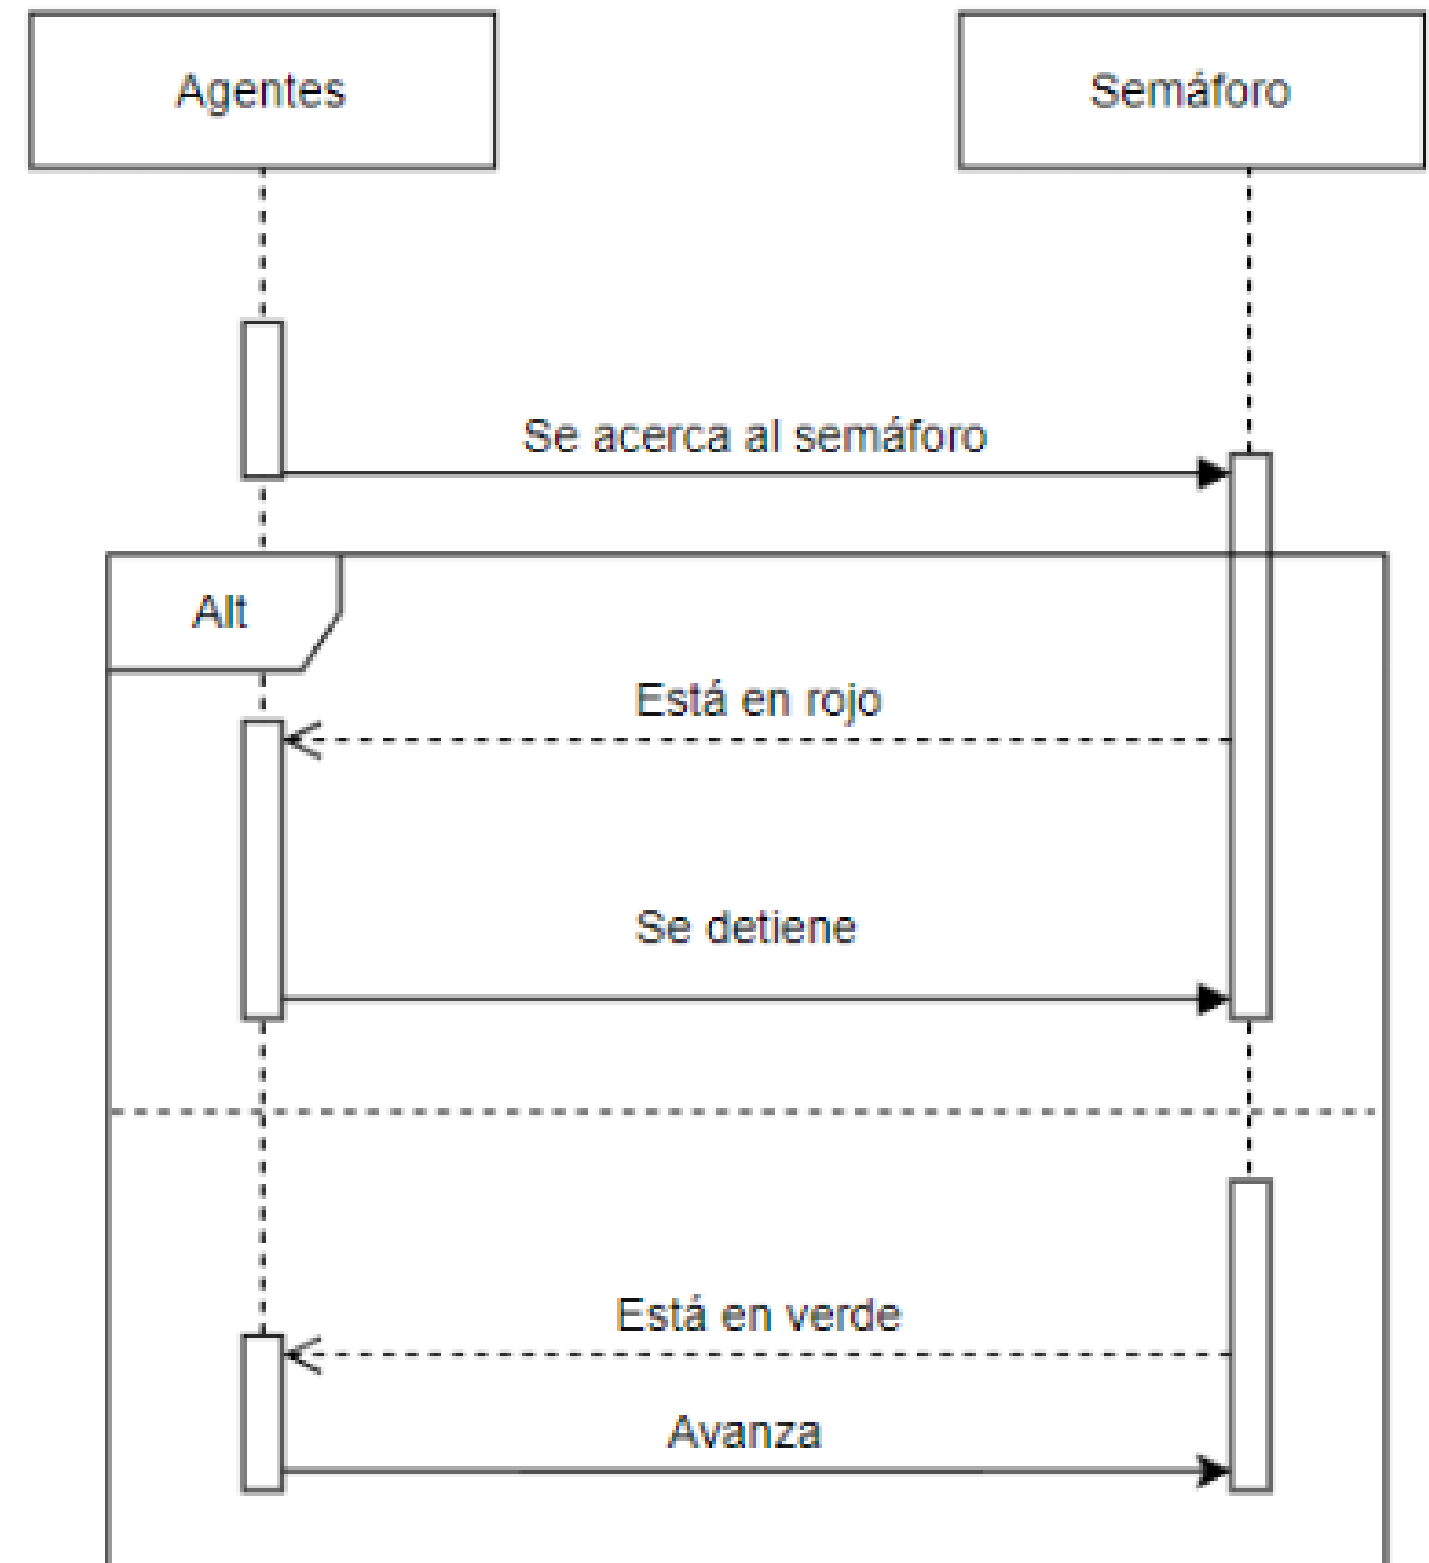 Agentes
Semáforo
Se acerca al semáforo
Alt
Está en rojo
Se detiene
Está en verde
Avanza